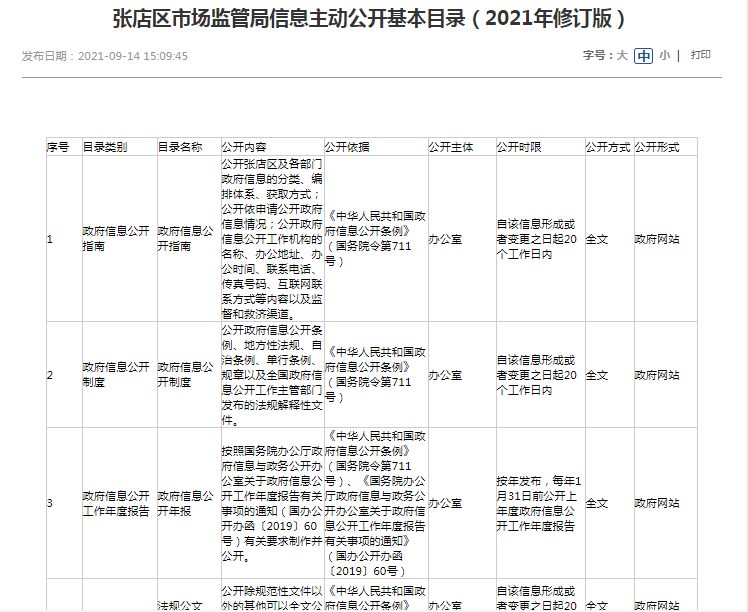 张店区市场监管局信息主动公开基本目录（2021年修订版）
发布日期：2021-09-14 15:09:45
字号：大 中 小 | 打印
序号 目录类别 目录名称 公开内容 公开依据 公开主体 公开时限 公开方式 公开形式
1
政府信息公开
指南
政府信息公
开指南
公开张店区及各部门
政府信息的分类、编
排体系、获取方式；
公开依申请公开政府
信息情况；公开政府
信息公开工作机构的
名称、办公地址、办
公时间、联系电话、
传真号码、互联网联
系方式等内容以及监
督和救济渠道。
《中华人民共和国政
府信息公开条例》
（国务院令第711
号）
办公室
自该信息形成或
者变更之日起20
个工作日内
全文
政府网站
2
政府信息公开
制度
政府信息公
开制度
公开政府信息公开条
例、地方性法规、自
治条例、单行条例、
规章以及全国政府信
息公开工作主管部门
发布的法规解释性文
件。
《中华人民共和国政
府信息公开条例》
（国务院令第711
号）
办公室
自该信息形成或
者变更之日起20
个工作日内
全文
政府网站
3
政府信息公开
工作年度报告
政府信息公
开年报
按照国务院办公厅政
府信息与政务公开办
公室关于政府信息公
开工作年度报告有关
事项的通知（国办公
开办函〔2019〕60
号）有关要求制作并
公开。
《中华人民共和国政
府信息公开条例》
（国务院令第711
号）、《国务院办公
厅政府信息与政务公
开办公室关于政府信
息公开工作年度报告
有关事项的通知》
（国办公开办函
〔2019〕60号）
办公室
按年发布，每年1
月31日前公开上
年度政府信息公
开工作年度报告
全文
政府网站
法规公文
公开除规范性文件以
外的其他可以全文公
《中华人民共和国政
府信息公开条例》
办公室
自该信息形成或
者变更之日起20
全文
政府网站